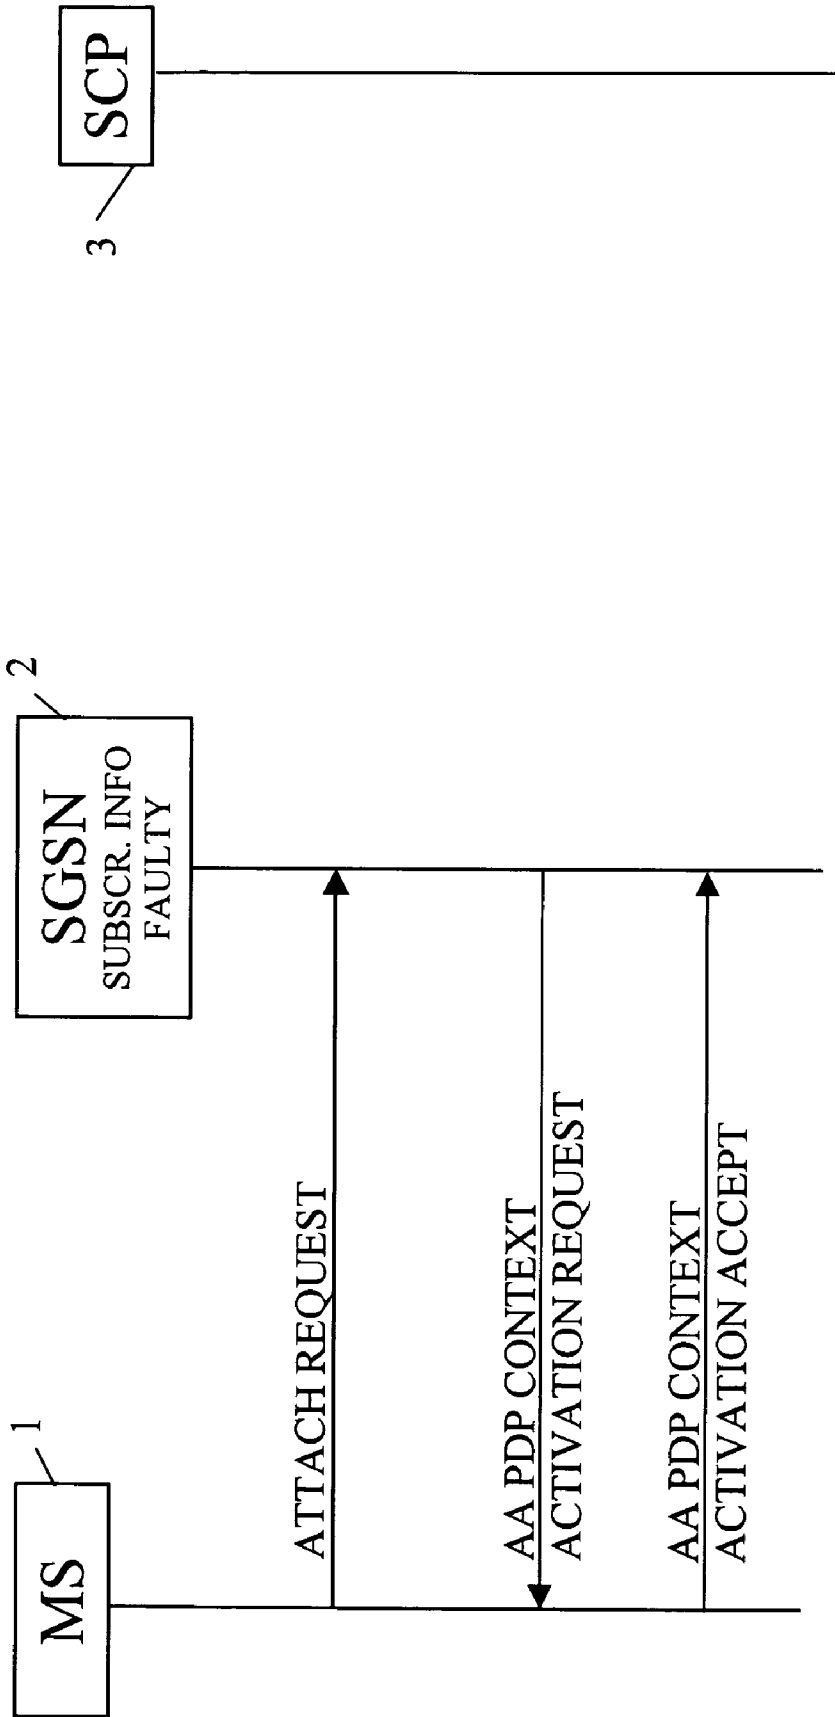 MS
1
SGSN
SUBSCR. INFO
FAULTY
2
SCP
3
ATTACH REQUEST
AA PDP CONTEXT
ACTIVATION REQUEST
AA PDP CONTEXT
ACTIVATION ACCEPT